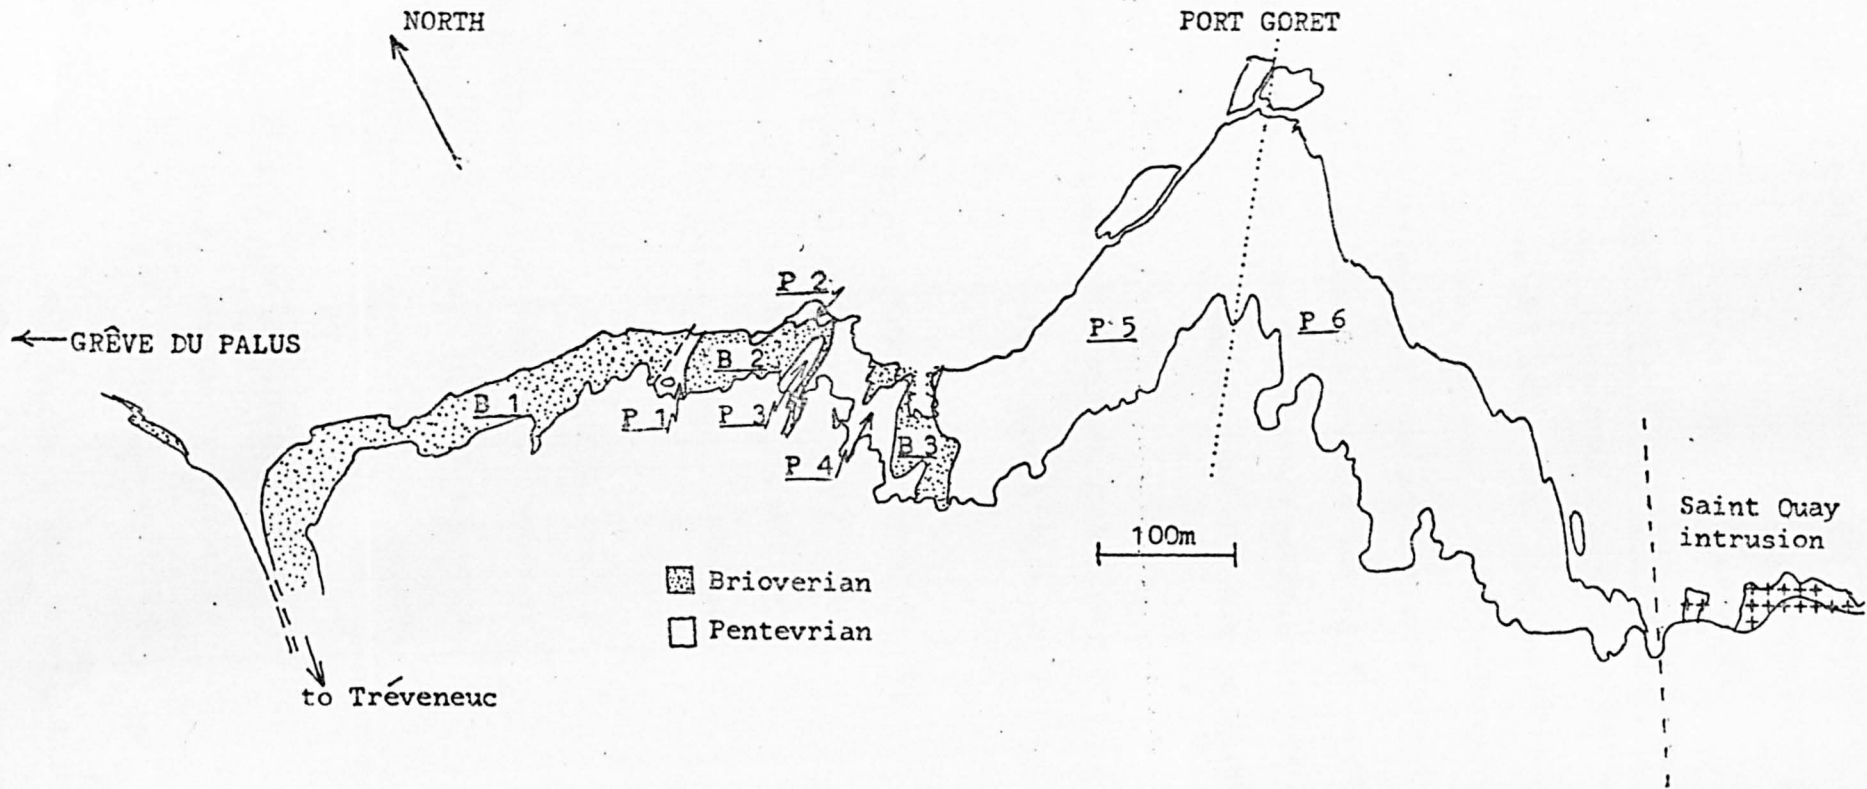 NORTH
PORT GORET
P 2
GRÊVE DU PALUS
P 5
P 6
B 2
B 1
P 1
P 3
B 3
P 4
Saint Quay
intrusion
100m
Brioverian
Pentevrian
to Tréveneuc